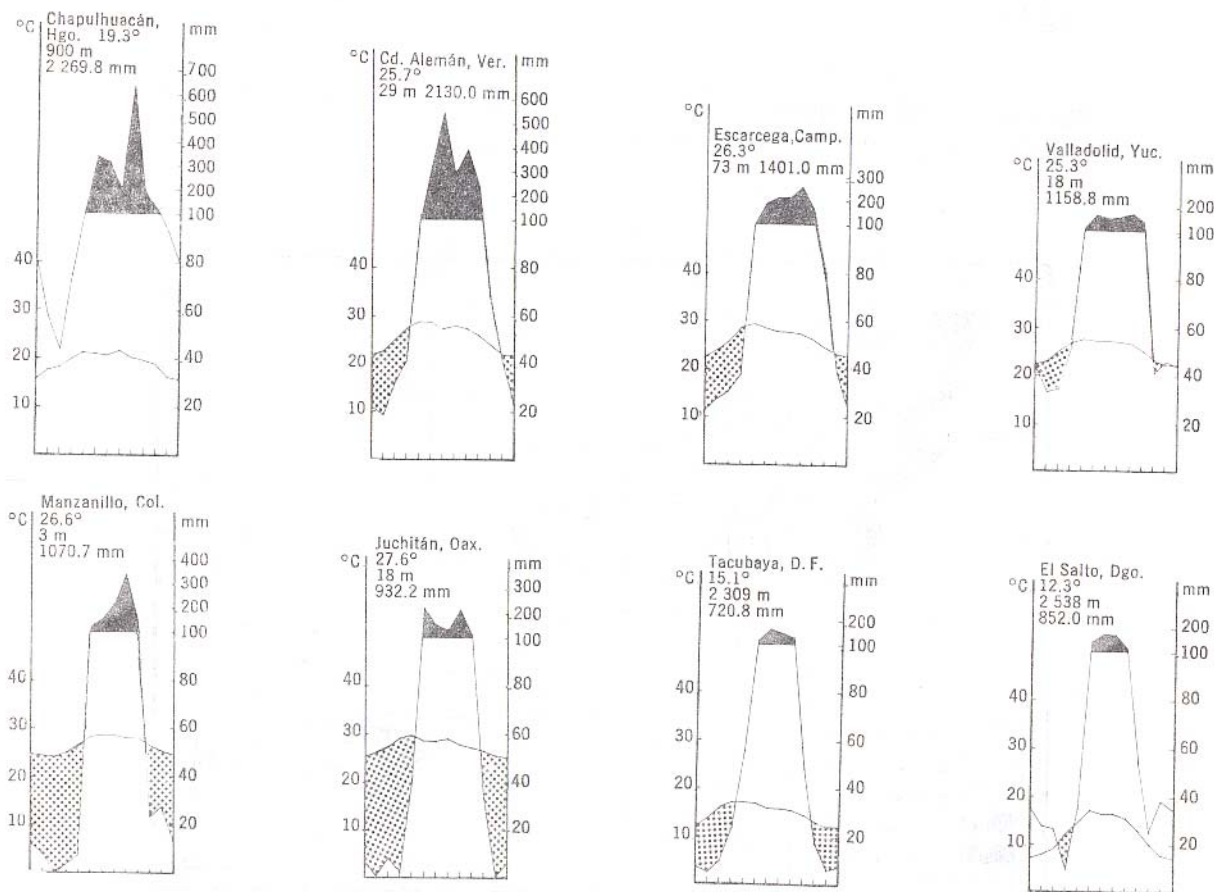 °C
Chapulhuacán,
Hgo. 19.3°
900 m
2 269.8 mm
mm
700
600
500
400
300
200
100
80
60
40
20
40
30
20
10
°C
Cd. Alemán, Ver.
25.7°
29 m 2130.0 mm
mm
600
500
400
300
200
100
80
60
40
20
40
30
20
10
°C
Escarcega,Camp.
26.3°
73 m 1401.0 mm
mm
300
200
100
80
60
40
20
40
30
20
10
°C
Valladolid, Yuc.
25.3°
18 m
1158.8 mm
mm
200
100
80
60
40
20
40
30
20
10
°C
Manzanillo, Col.
26.6°
3 m
1070.7 mm
mm
400
300
200
100
80
60
40
20
40
30
20
10
°C
Juchitán, Oax.
27.6°
18 m
932.2 mm
mm
300
200
100
80
60
40
20
40
30
20
10
°C
Tacubaya, D. F.
15.1°
2 309 m
720.8 mm
mm
200
100
80
60
40
20
40
30
20
10
°C
El Salto, Dgo.
12.3°
2 538 m
852.0 mm
mm
200
100
80
60
40
20
40
30
20
10